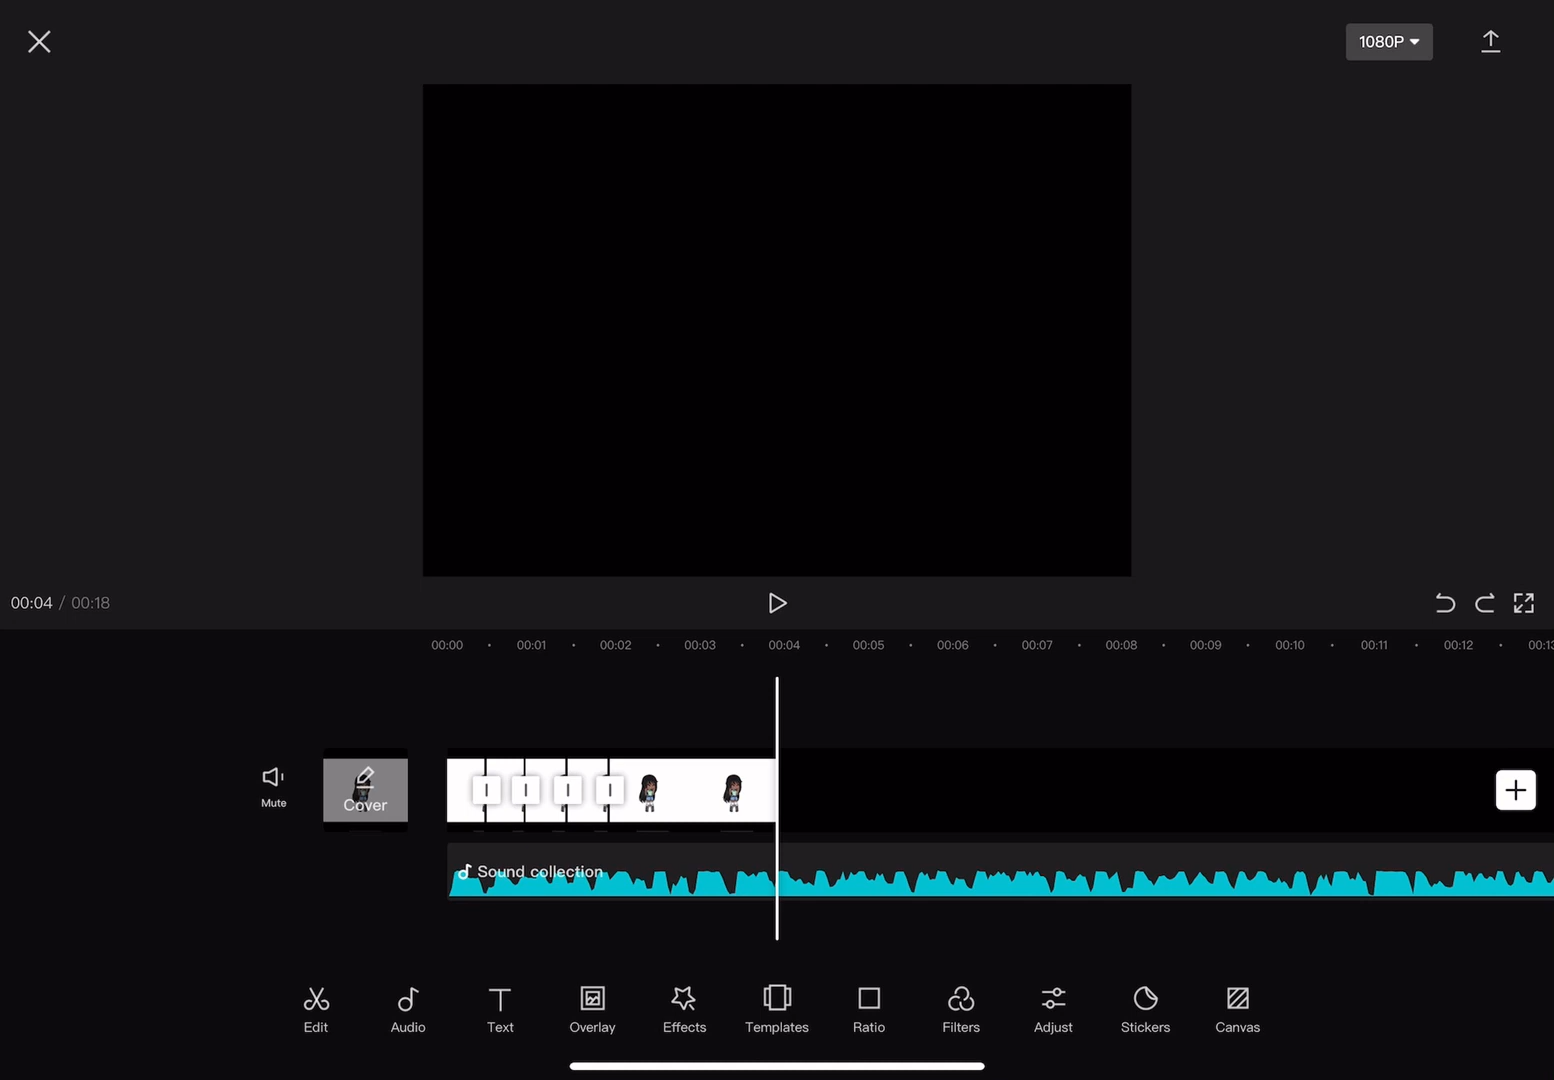 1080P
00:04 / 00:18
00:00 00:01 00:02 00:03 00:04 00:05 00:06 00:07 00:08 00:09 00:10 00:11 00:12 00:13
Mute
Cover
Sound collection
Edit Audio Text Overlay Effects Templates Ratio Filters Adjust Stickers Canvas